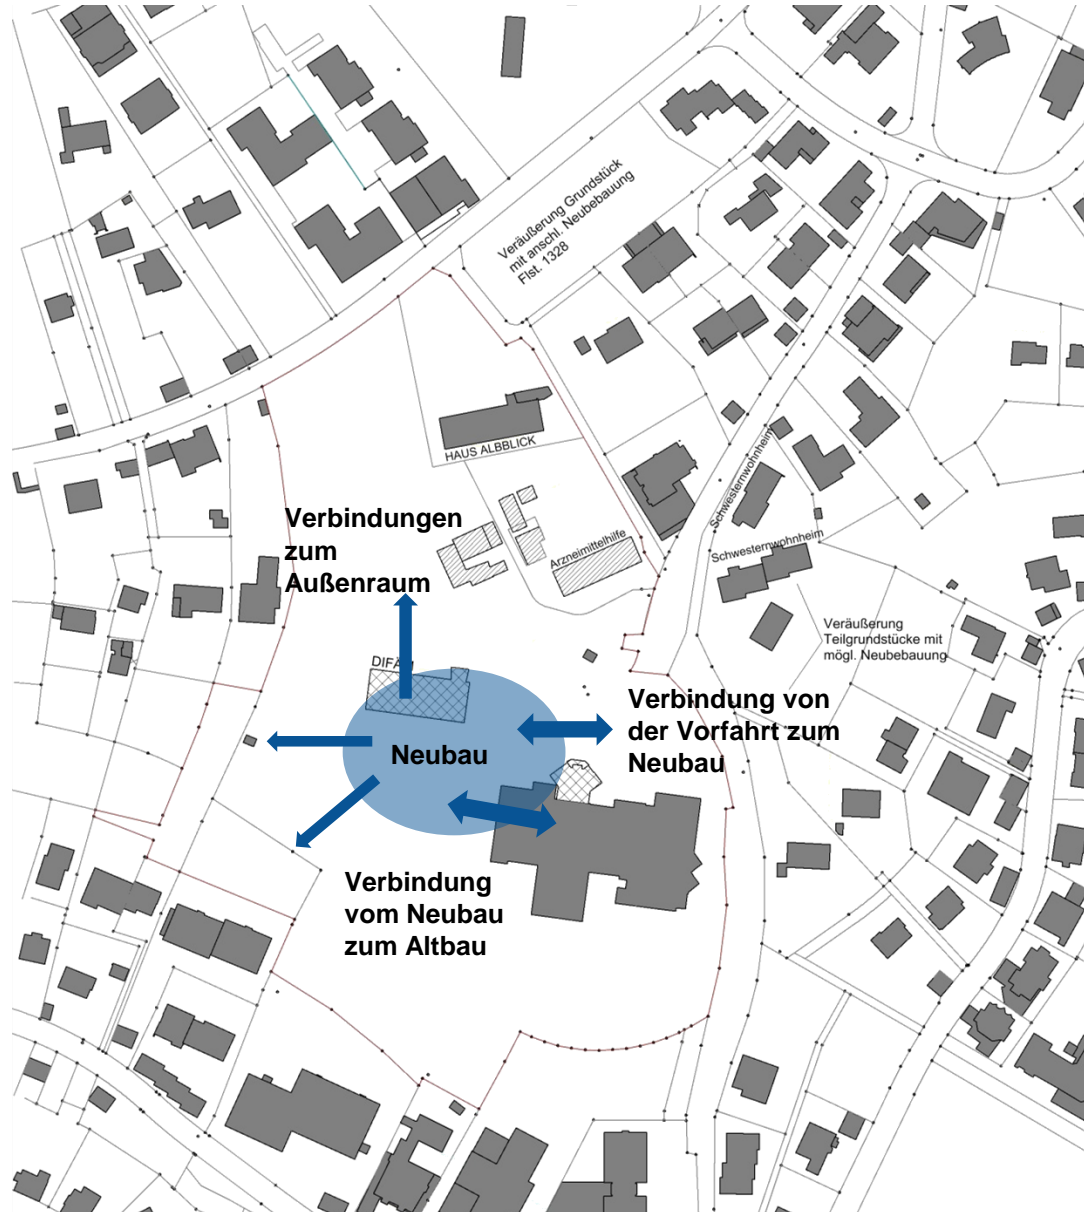 Veräußerung Grundstück
mit anschl. Neubebauung
Flst. 1328
HAUS ALBBLICK
Schwesternwohnheim
Verbindungen
zum
Außenraum
Arzneimittelhilfe
Schwesternwohnheim
Veräußerung
Teilgrundstücke mit
mögl. Neubebauung
Verbindung von
der Vorfahrt zum
Neubau
Neubau
Verbindung
vom Neubau
zum Altbau